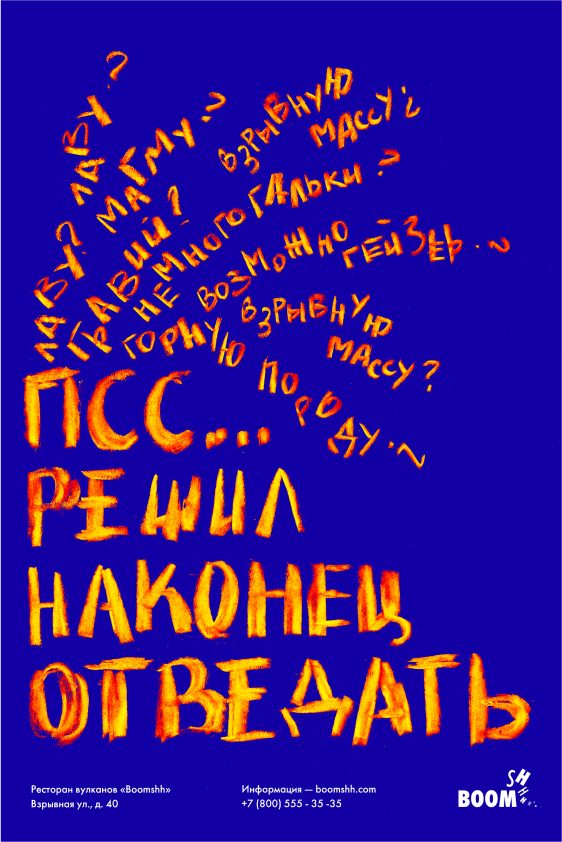 ЛАВУ?
МАГМУ?
ВЗРЫВНУЮ
МАССУ?
ЛАВУ?
ГРАВИЙ?
НЕМНОГО ГАЛЬКИ?
ВОЗМОЖНО
ГЕЙЗЕР?
ГОРНУЮ ПОРОДУ?
ВЗРЫВНУЮ
МАССУ?
ПСС...
РЕШИЛ
НАКОНЕЦ
ОТВЕДАТЬ
Ресторан вулканов «Boomshh»
Взрывная ул., д. 40
Информация — boomshh.com
+7 (800) 555 - 35 -35
BOOMSHHH